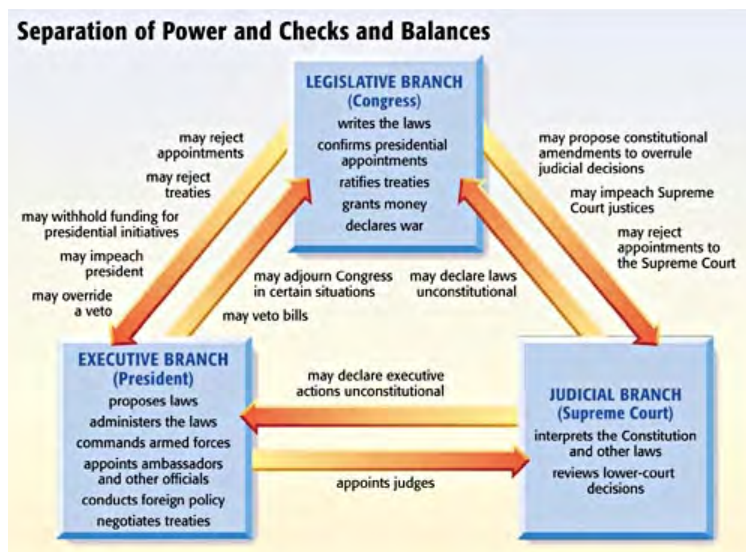 Separation of Power and Checks and Balances
LEGISLATIVE BRANCH
(Congress)
writes the laws
confirms presidential
appointments
ratifies treaties
grants money
declares war
may reject
appointments
may reject
treaties
may withhold funding for
presidential initiatives
may impeach
president
may override
a veto
may adjourn Congress
in certain situations
may veto bills
may declare laws
unconstitutional
may propose constitutional
amendments to overrule
judicial decisions
may impeach Supreme
Court justices
may reject
appointments to
the Supreme Court
EXECUTIVE BRANCH
(President)
proposes laws
administers the laws
commands armed forces
appoints ambassadors
and other officials
conducts foreign policy
negotiates treaties
may declare executive
actions unconstitutional
appoints judges
JUDICIAL BRANCH
(Supreme Court)
interprets the Constitution
and other laws
reviews lower-court
decisions